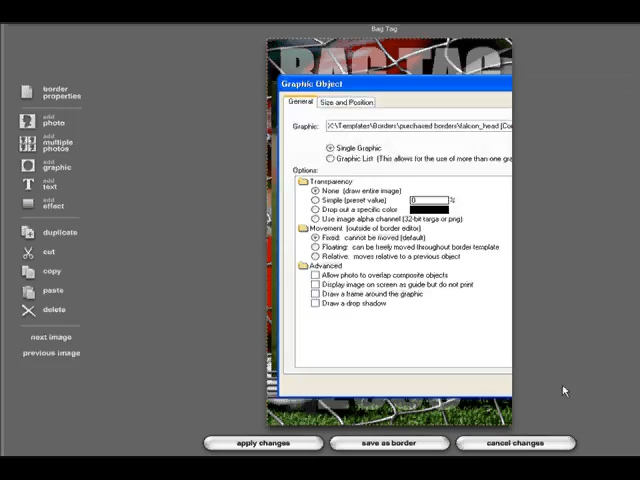 Bag Tag
BAG TAG
Graphic Object
General
Size and Position
Graphic:
X:\Templates\Borders\purchased borders\falcon_head (Co
Single Graphic
Graphic List (This allows for the use of more than one gra
Options:
Transparency
None (draw entire image)
Simple (preset value)
0
%
Drop out a specific color
Use image alpha channel (32-bit targa or png)
Movement (outside of border editor)
Fixed: cannot be moved (default)
Floating: can be freely moved throughout border template
Relative: moves relative to a previous object
Advanced
Allow photo to overlap composite objects
Display image on screen as guide but do not print
Draw a frame around the graphic
Draw a drop shadow
border
properties
add
photo
add
multiple
photos
add
graphic
add
text
add
effect
duplicate
cut
copy
paste
delete
next image
previous image
apply changes
save as border
cancel changes